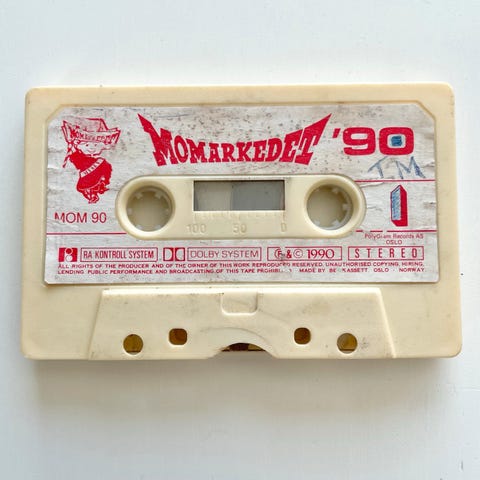 MOMARKEDET
MOMARKEDET '90
TM
MOM 90
100 50 0
1
PolyGram Records AS
OSLO
RA KONTROLL SYSTEM DOLBY SYSTEM ℗ & © 1990 STEREO
ALL RIGHTS OF THE PRODUCER AND OF THE OWNER OF THIS WORK REPRODUCED RESERVED. UNAUTHORISED COPYING, HIRING,
LENDING PUBLIC PERFORMANCE AND BROADCASTING OF THIS TAPE PROHIBI MADE BY KASSETT. OSLO - NORWAY